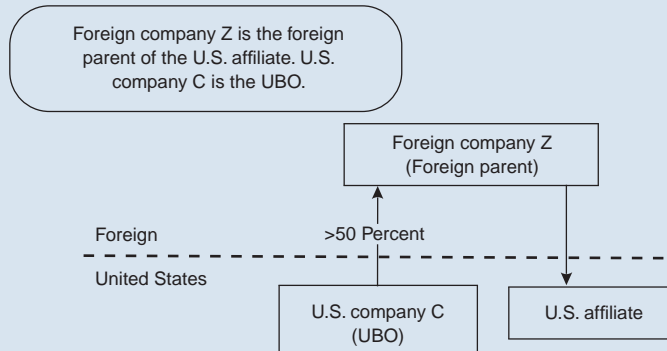 Foreign company Z is the foreign
parent of the U.S. affiliate. U.S.
company C is the UBO.
Foreign company Z
(Foreign parent)
Foreign
>50 Percent
United States
U.S. company C
(UBO)
U.S. affiliate